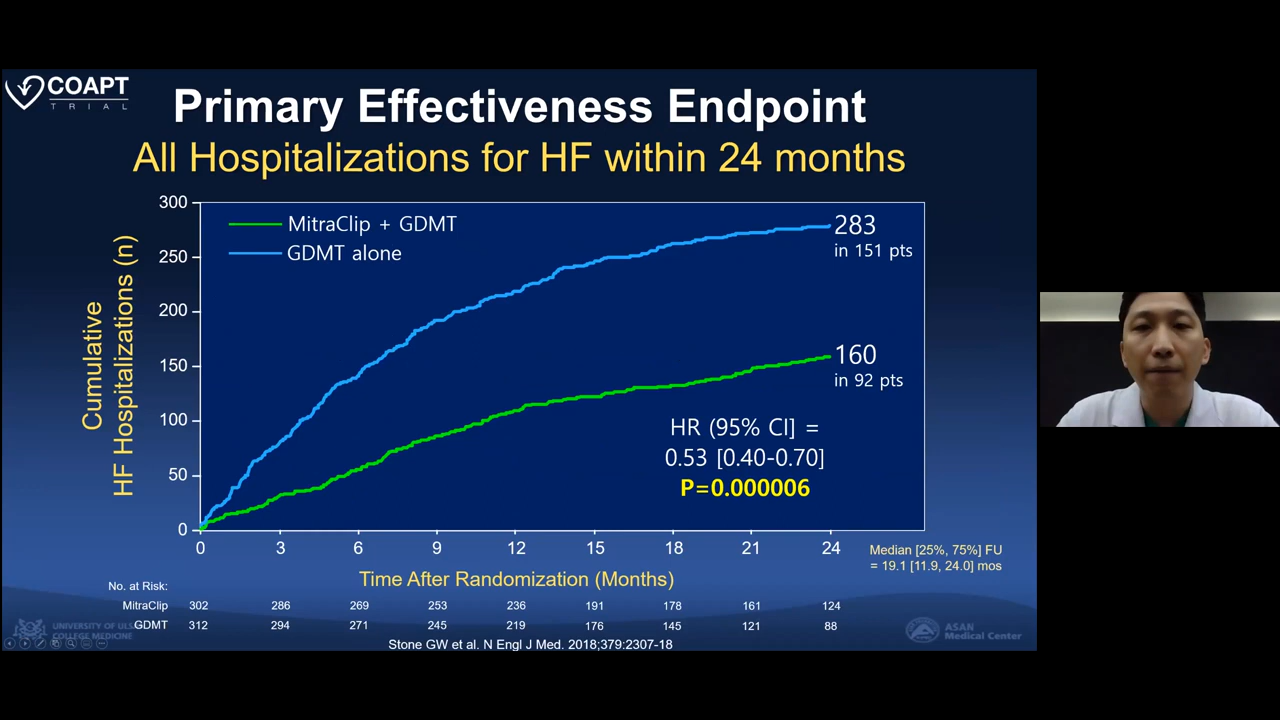 COAPT
TRIAL
Primary Effectiveness Endpoint
All Hospitalizations for HF within 24 months
Cumulative
HF Hospitalizations (n)
300
250
200
150
100
50
0
MitraClip + GDMT
GDMT alone
283
in 151 pts
160
in 92 pts
HR (95% CI] =
0.53 [0.40-0.70]
P=0.000006
0 3 6 9 12 15 18 21 24
Time After Randomization (Months)
Median [25%, 75%] FU
= 19.1 [11.9, 24.0] mos
No. at Risk:
MitraClip 302 286 269 253 236 191 178 161 124
GDMT 312 294 271 245 219 176 145 121 88
UNIVERSITY OF ULS
COLLEGE MEDICINE
ASAN
Medical Center
Stone GW et al. N Engl J Med. 2018;379:2307-18